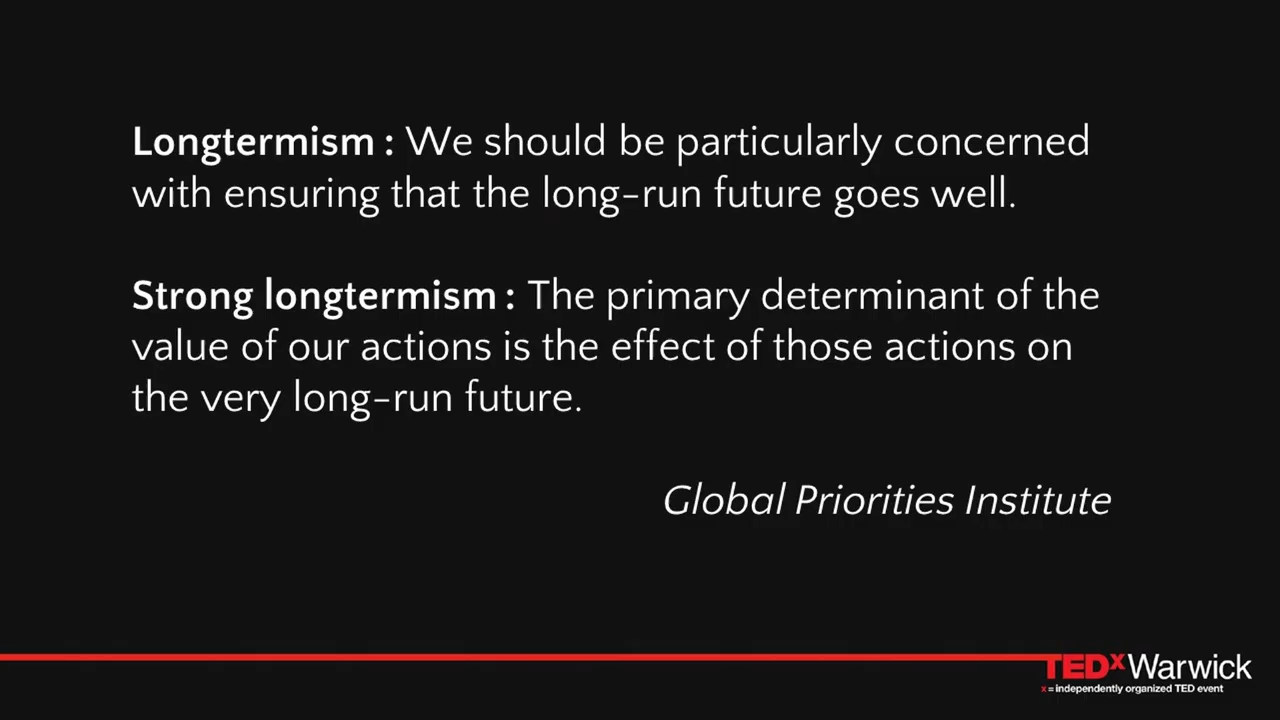 Longtermism : We should be particularly concerned
with ensuring that the long-run future goes well.
Strong longtermism : The primary determinant of the
value of our actions is the effect of those actions on
the very long-run future.
Global Priorities Institute
TEDxWarwick
x = independently organized TED event